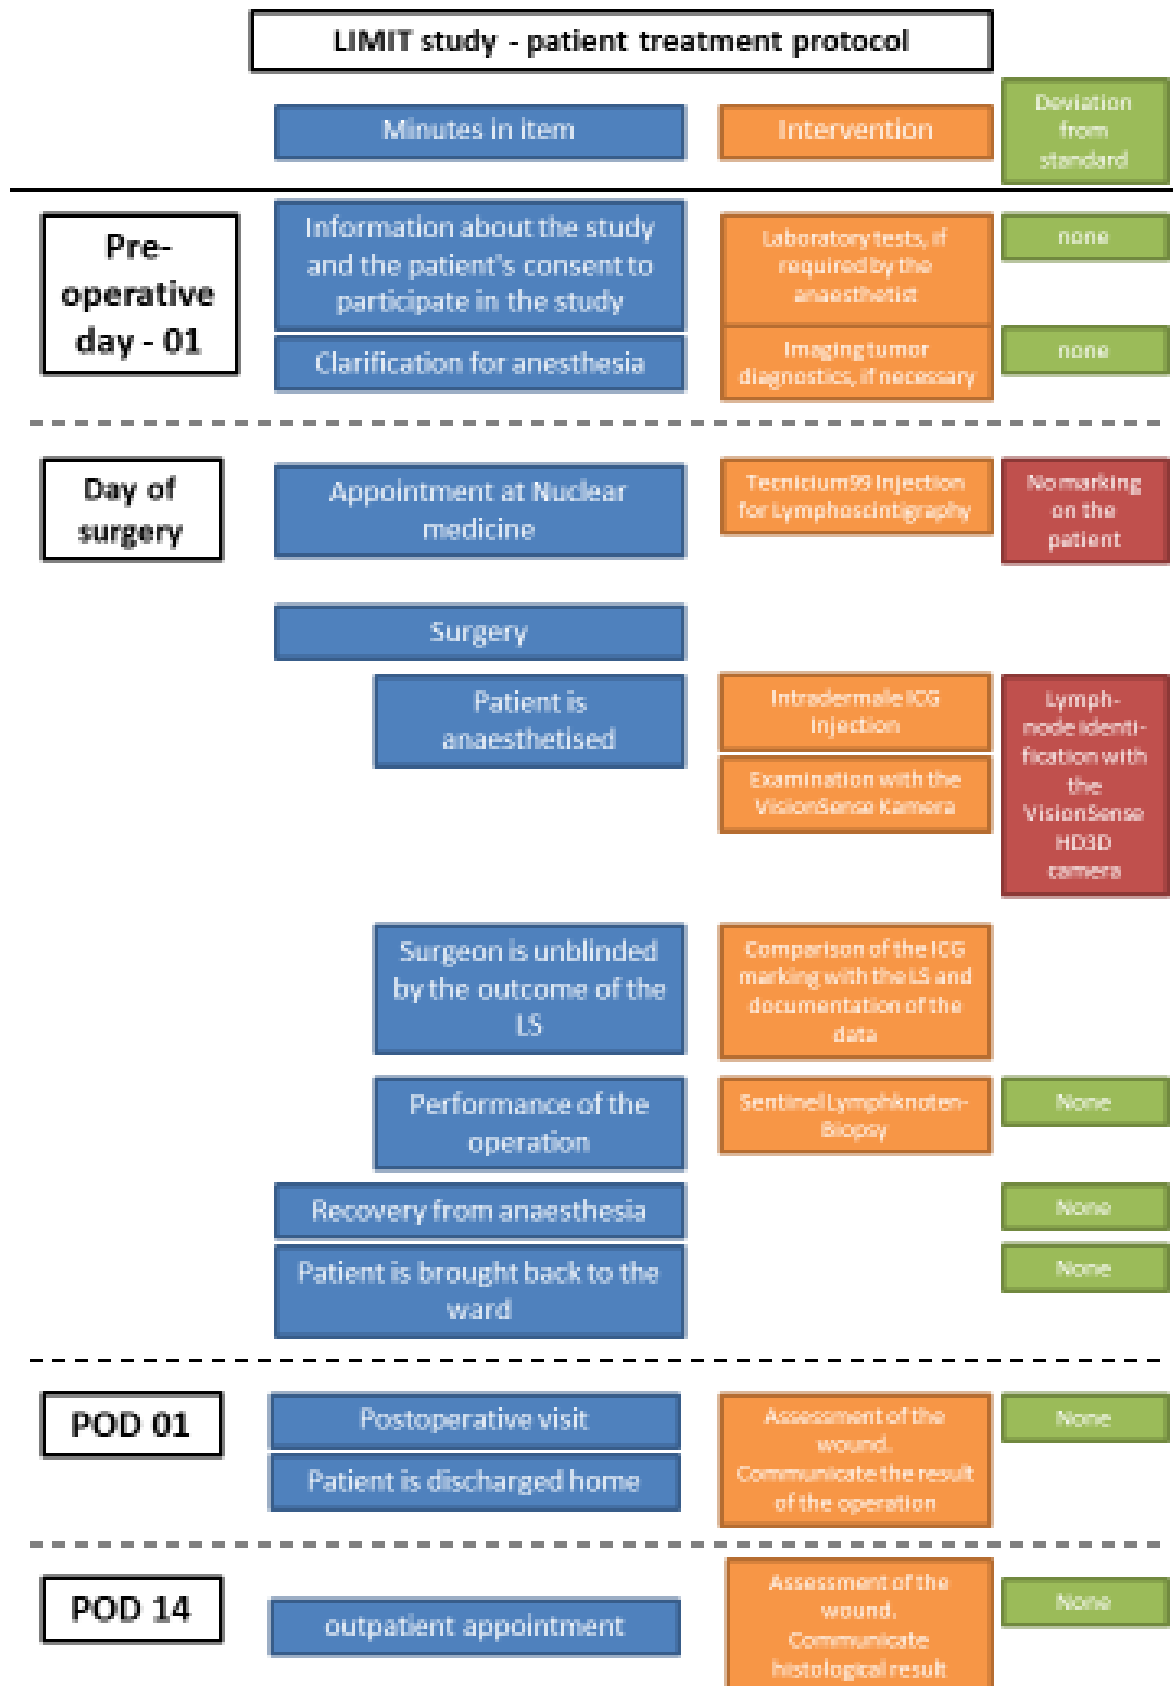 LIMIT study - patient treatment protocol
Minutes in item
Intervention
Deviation
from
standard
Pre-
operative
day - 01
Information about the study
and the patient's consent to
participate in the study
Laboratory tests, if
required by the
anaesthetist
none
Clarification for anesthesia
Imaging tumor
diagnostics, if necessary
none
Day of
surgery
Appointment at Nuclear
medicine
Tecnicium99 Injection
for Lymphoscintigraphy
No marking
on the
patient
Surgery
Patient is
anaesthetised
Intradermale ICG
Injection
Examination with the
VisionSense Kamera
Lymph-
node identi-
fication with
the
VisionSense
HD3D
camera
Surgeon is unblinded
by the outcome of the
LS
Comparison of the ICG
marking with the LS and
documentation of the
data
Performance of the
operation
Sentinel Lymphknoten-
Biopsy
None
Recovery from anaesthesia
None
Patient is brought back to the
ward
None
POD 01
Postoperative visit
Patient is discharged home
Assessment of the
wound.
Communicate the result
of the operation
None
POD 14
outpatient appointment
Assessment of the
wound.
Communicate
histological result
None